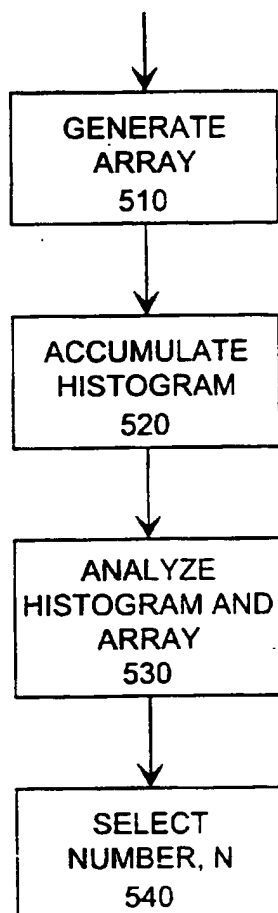 GENERATE
ARRAY
510
ACCUMULATE
HISTOGRAM
520
ANALYZE
HISTOGRAM AND
ARRAY
530
SELECT
NUMBER, N
540